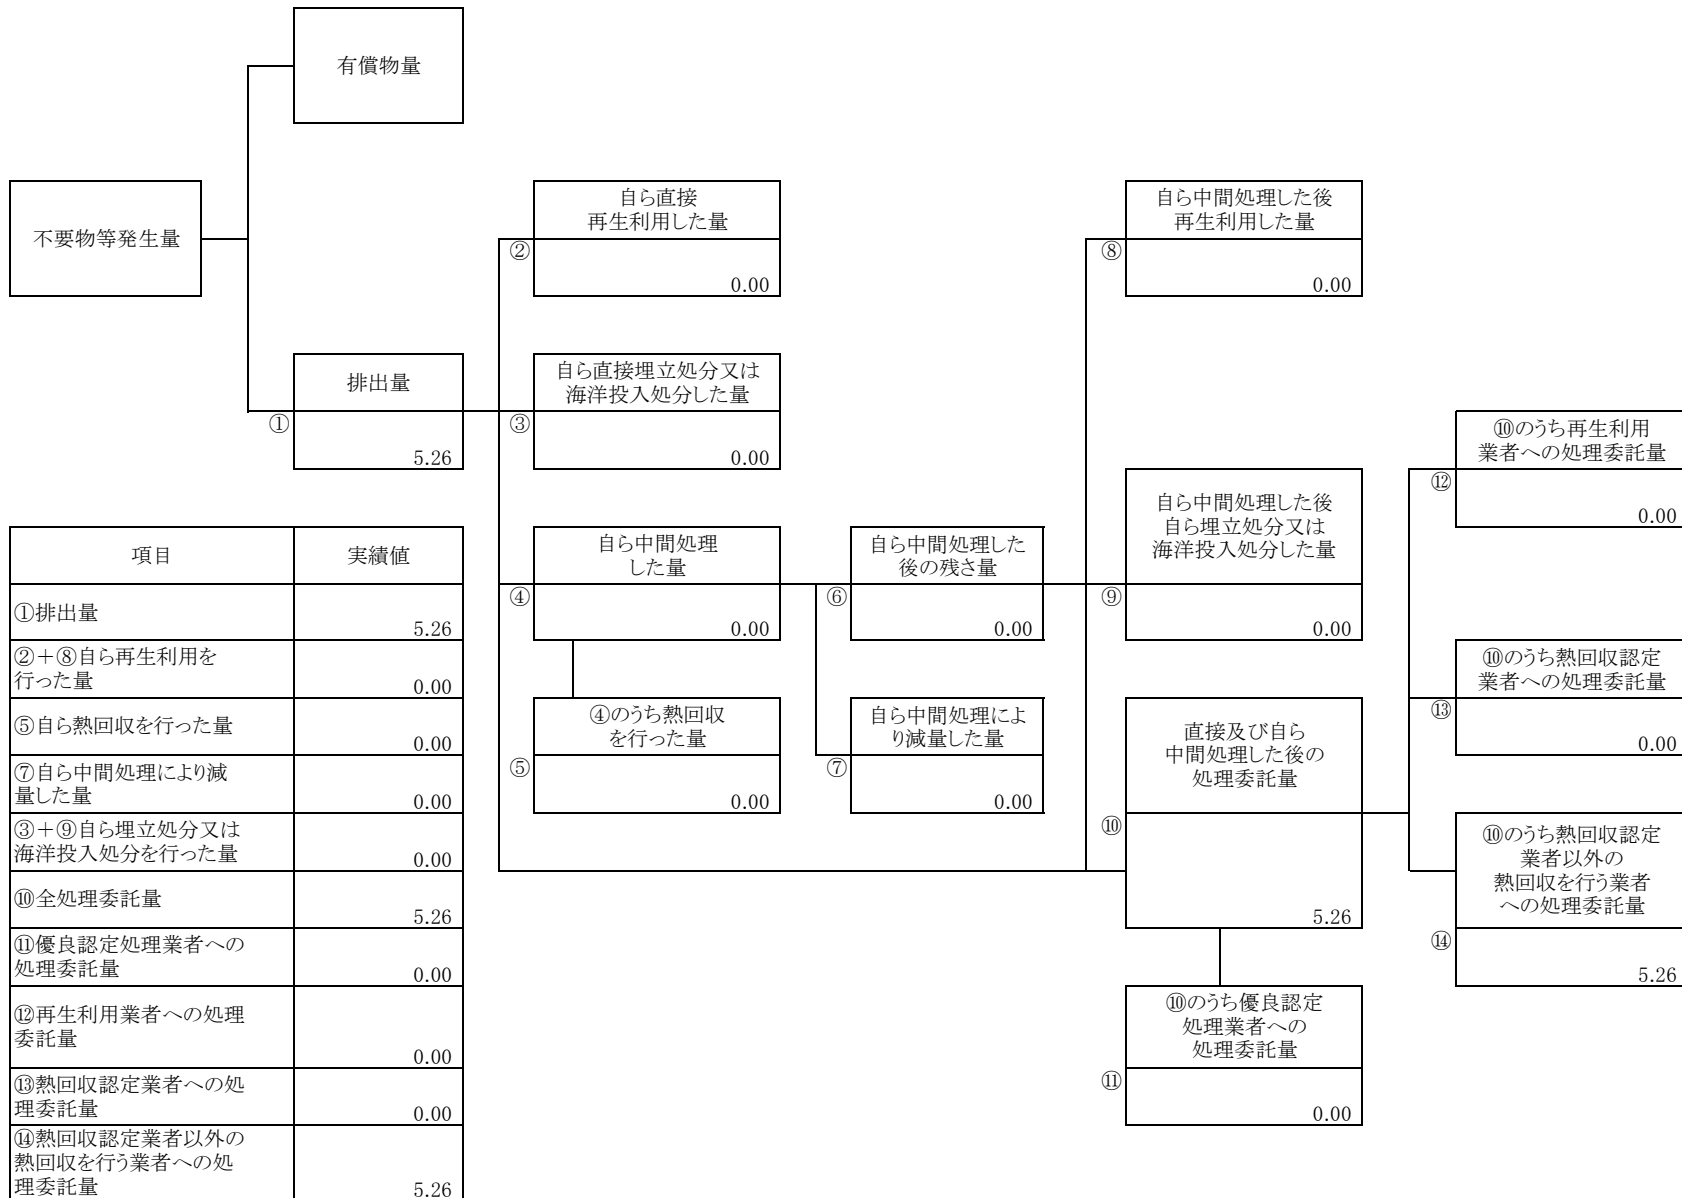 有償物量
不要物等発生量
自ら直接
再生利用した量
②
0.00
自ら中間処理した後
再生利用した量
⑧
0.00
排出量
①
5.26
自ら直接埋立処分又は
海洋投入処分した量
③
0.00
⑩のうち再生利用
業者への処理委託量
⑫
0.00
自ら中間処理
した量
④
0.00
自ら中間処理した
後の残さ量
⑥
0.00
自ら中間処理した後
自ら埋立処分又は
海洋投入処分した量
⑨
0.00
⑩のうち熱回収認定
業者への処理委託量
⑬
0.00
④のうち熱回収
を行った量
⑤
0.00
自ら中間処理によ
り減量した量
⑦
0.00
直接及び自ら
中間処理した後の
処理委託量
⑩
5.26
⑩のうち熱回収認定
業者以外の
熱回収を行う業者
への処理委託量
⑭
5.26
⑩のうち優良認定
処理業者への
処理委託量
⑪
0.00
項目 実績値
①排出量
5.26
②＋⑧自ら再生利用を
行った量 0.00
⑤自ら熱回収を行った量
0.00
⑦自ら中間処理により減
量した量 0.00
③＋⑨自ら埋立処分又は
海洋投入処分を行った量 0.00
⑩全処理委託量
5.26
⑪優良認定処理業者への
処理委託量 0.00
⑫再生利用業者への処理
委託量 0.00
⑬熱回収認定業者への処
理委託量 0.00
⑭熱回収認定業者以外の
熱回収を行う業者への処
理委託量 5.26